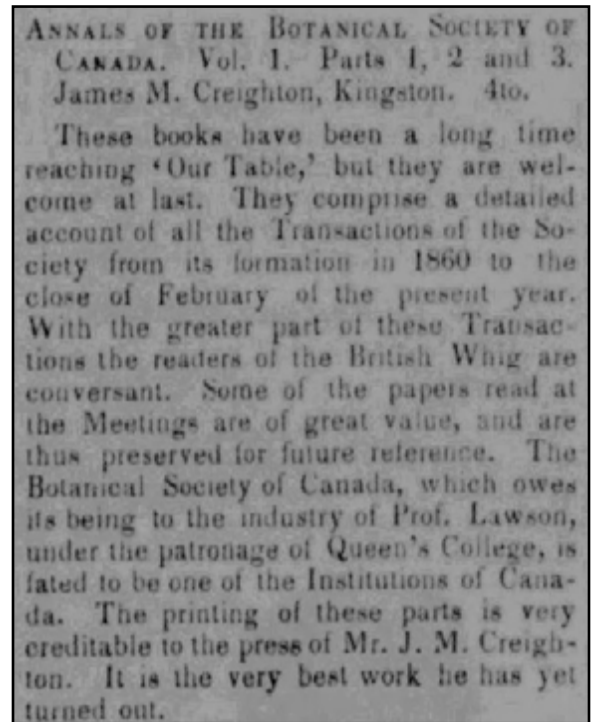 ANNALS OF THE BOTANICAL SOCIETY OF
CANADA. Vol. 1. Parts 1, 2 and 3.
James M. Creighton, Kingston. 4to.
These books have been a long time
reaching ‘Our Table,’ but they are wel-
come at last. They comprise a detailed
account of all the Transactions of the So-
ciety from its formation in 1860 to the
close of February of the present year.
With the greater part of these Transac-
tions the readers of the British Whig are
conversant. Some of the papers read at
the Meetings are of great value, and are
thus preserved for future reference. The
Botanical Society of Canada, which owes
its being to the industry of Prof. Lawson,
under the patronage of Queen's College, is
fated to be one of the Institutions of Cana-
da. The printing of these parts is very
creditable to the press of Mr. J. M. Creigh-
ton. It is the very best work he has yet
turned out.